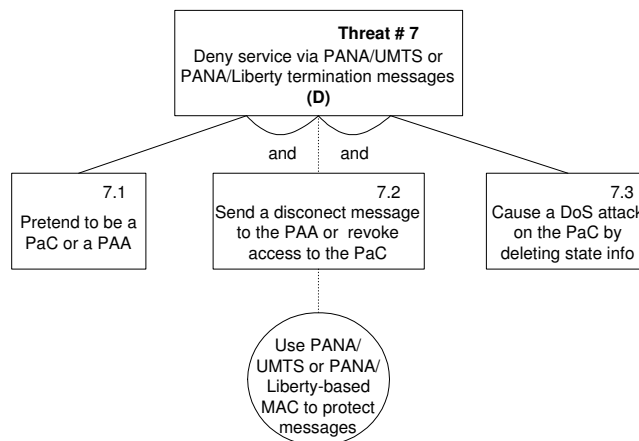 Threat # 7
Deny service via PANA/UMTS or
PANA/Liberty termination messages
(D)
and
and
7.1
Pretend to be a
PaC or a PAA
7.2
Send a disconect message
to the PAA or revoke
access to the PaC
7.3
Cause a DoS attack
on the PaC by
deleting state info
Use PANA/
UMTS or PANA/
Liberty-based
MAC to protect
messages